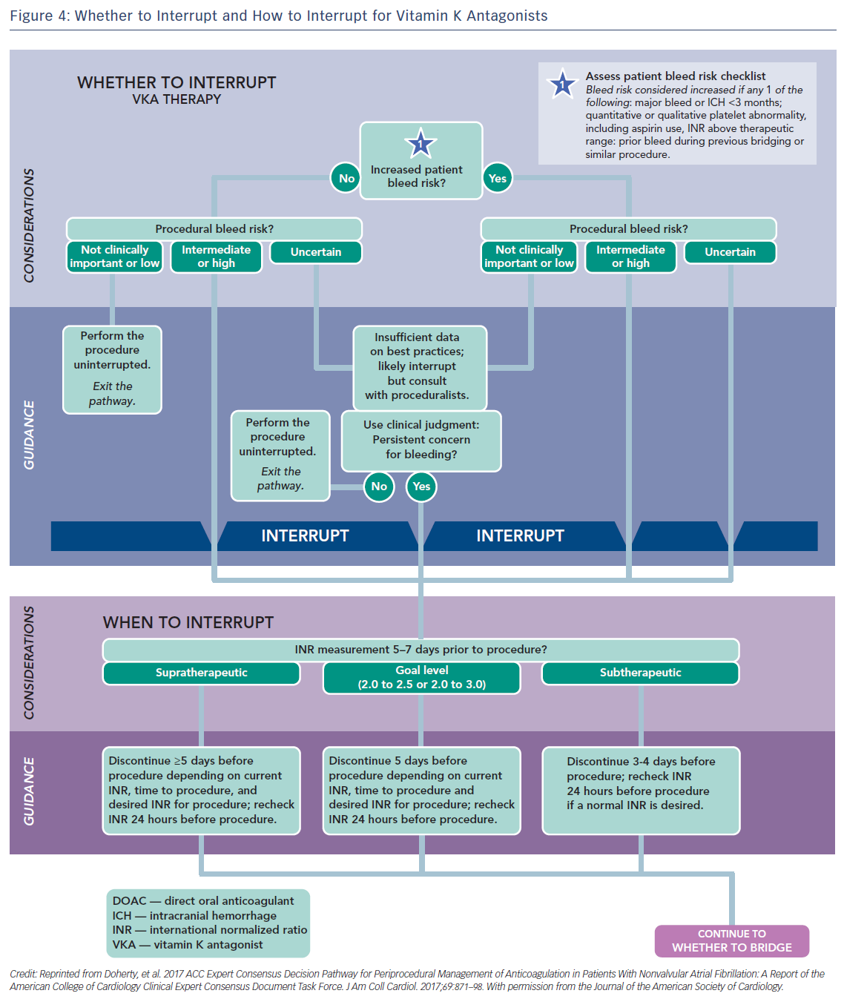 Figure 4: Whether to Interrupt and How to Interrupt for Vitamin K Antagonists
WHETHER TO INTERRUPT
VKA THERAPY
1
Assess patient bleed risk checklist
Bleed risk considered increased if any 1 of the
following: major bleed or ICH <3 months;
quantitative or qualitative platelet abnormality,
including aspirin use, INR above therapeutic
range: prior bleed during previous bridging or
similar procedure.
CONSIDERATIONS
1
Increased patient
bleed risk?
No
Yes
Procedural bleed risk?
Not clinically
important or low
Intermediate
or high
Uncertain
Procedural bleed risk?
Not clinically
important or low
Intermediate
or high
Uncertain
GUIDANCE
Perform the
procedure
uninterrupted.
Exit the
pathway.
Insufficient data
on best practices;
likely interrupt
but consult
with proceduralists.
Perform the
procedure
uninterrupted.
Exit the
pathway.
Use clinical judgment:
Persistent concern
for bleeding?
No
Yes
INTERRUPT
INTERRUPT
CONSIDERATIONS
WHEN TO INTERRUPT
INR measurement 5–7 days prior to procedure?
Supratherapeutic
Goal level
(2.0 to 2.5 or 2.0 to 3.0)
Subtherapeutic
GUIDANCE
Discontinue ≥5 days before
procedure depending on current
INR, time to procedure, and
desired INR for procedure; recheck
INR 24 hours before procedure.
Discontinue 5 days before
procedure depending on current
INR, time to procedure and
desired INR for procedure; recheck
INR 24 hours before procedure.
Discontinue 3-4 days before
procedure; recheck INR
24 hours before procedure
if a normal INR is desired.
DOAC — direct oral anticoagulant
ICH — intracranial hemorrhage
INR — international normalized ratio
VKA — vitamin K antagonist
CONTINUE TO
WHETHER TO BRIDGE
Credit: Reprinted from Doherty, et al. 2017 ACC Expert Consensus Decision Pathway for Periprocedural Management of Anticoagulation in Patients With Nonvalvular Atrial Fibrillation: A Report of the
American College of Cardiology Clinical Expert Consensus Document Task Force. J Am Coll Cardiol. 2017;69:871–98. With permission from the Journal of the American Society of Cardiology.